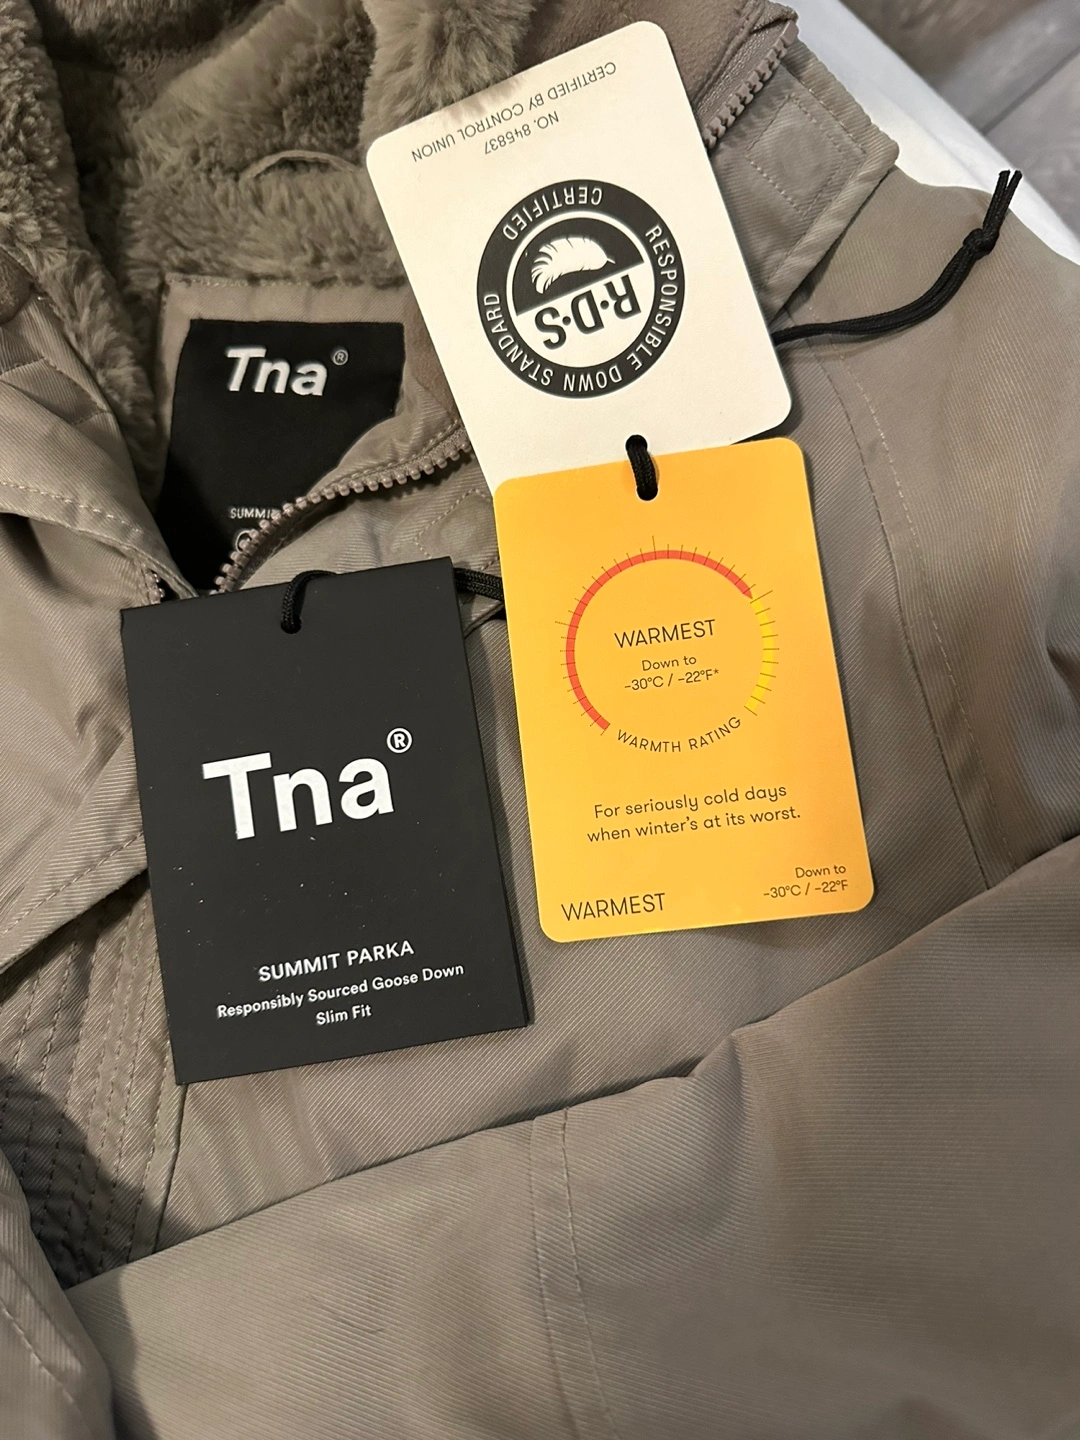 CERTIFIED BY CONTROL UNION
NO. 845837
RESPONSIBLE DOWN STANDARD
CERTIFIED
R·D·S
Tna®
Tna®
SUMMIT PARKA
Responsibly Sourced Goose Down
Slim Fit
WARMEST
Down to
-30°C / -22°F*
WARMTH RATING
For seriously cold days
when winter's at its worst.
WARMEST
Down to
-30°C / -22°F